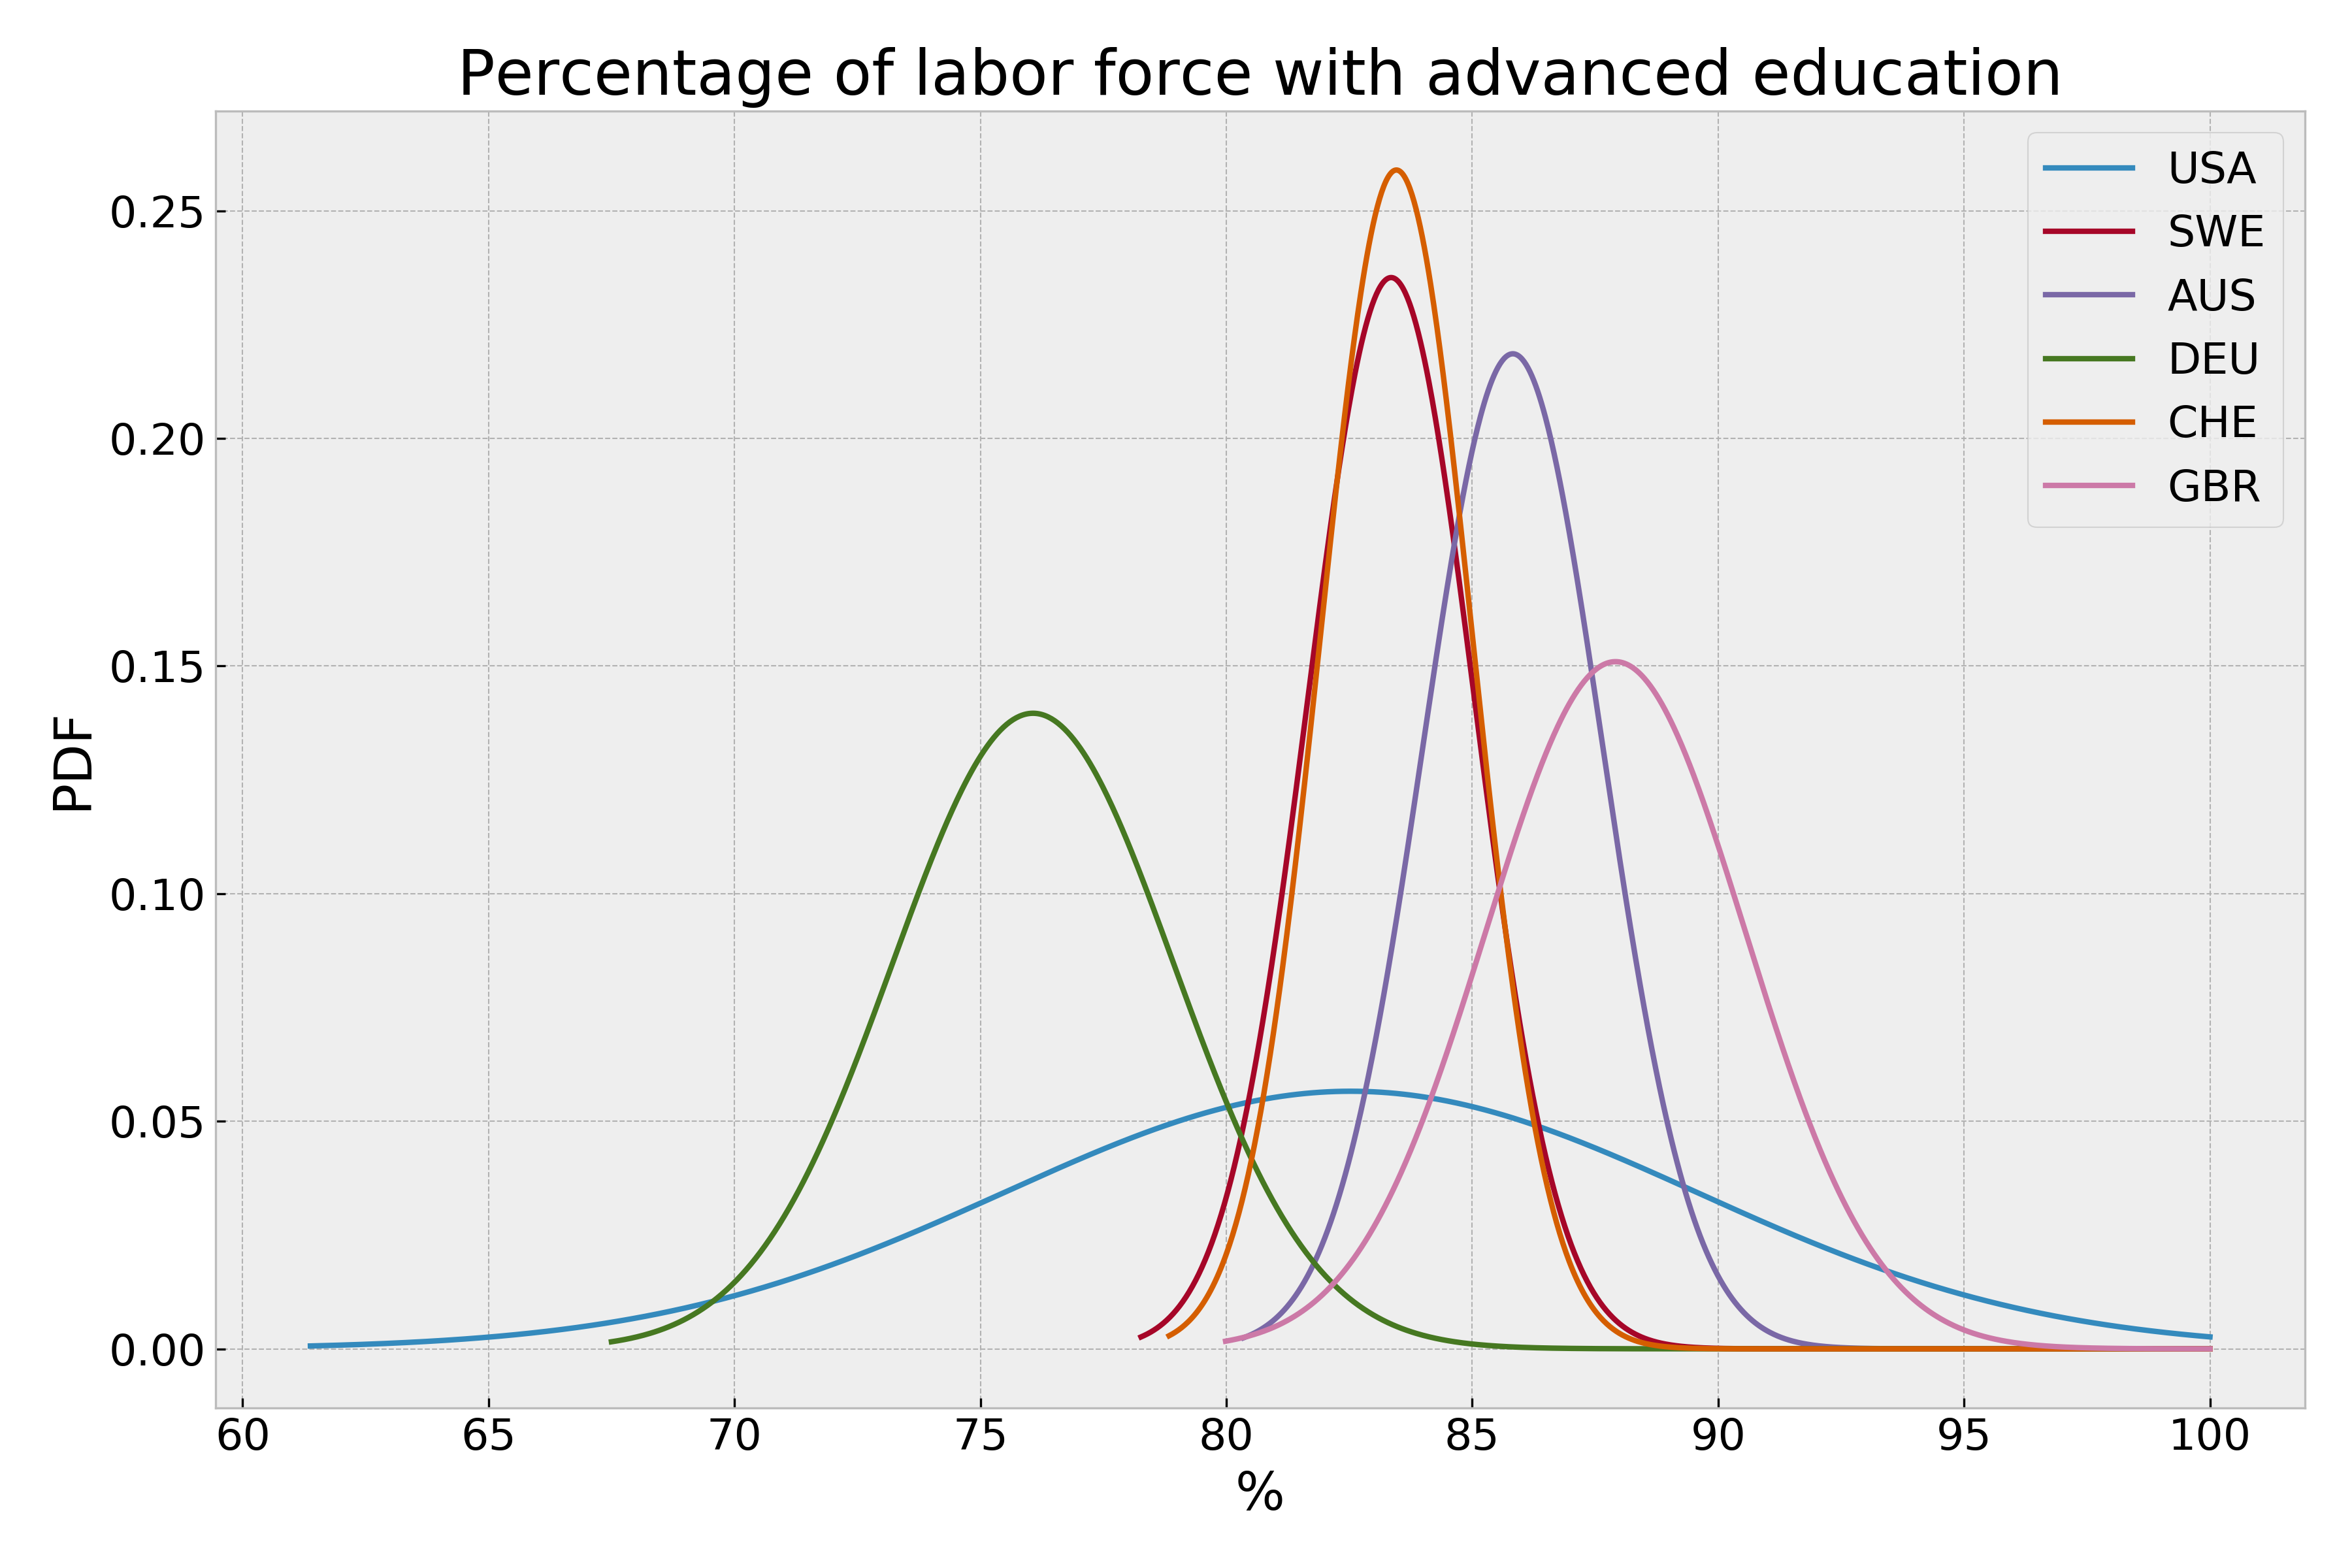 Percentage of labor force with advanced education
USA
SWE
AUS
DEU
CHE
GBR
0.25
0.20
0.15
0.10
0.05
0.00
PDF
60 65 70 75 80 85 90 95 100
%